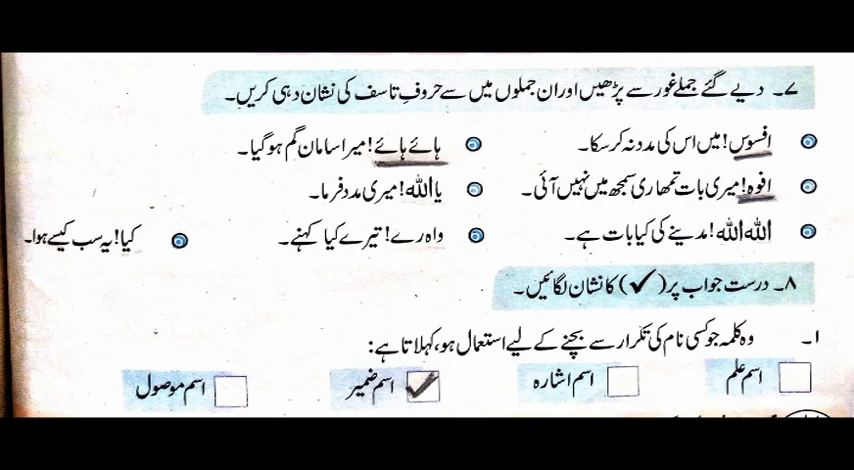 ۷۔ دیے گئے جملے غور سے پڑھیں اور ان جملوں میں سے حروفِ تاسف کی نشان دہی کریں۔
افسوس! میں اس کی مدد نہ کر سکا۔ ہائے ہائے! میرا سامان گم ہو گیا۔
افوہ! میری بات تمھاری سمجھ میں نہیں آئی۔ یا اللہ! میری مدد فرما۔
اللہ اللہ! مدینے کی کیا بات ہے۔ واہ رے! تیرے کیا کہنے۔ کیا! یہ سب کیسے ہوا۔
۸۔ درست جواب پر (✓) کا نشان لگائیں۔
۱۔ وہ کلمہ جو کسی نام کی تکرار سے بچنے کے لیے استعمال ہو، کہلاتا ہے:
اسم علم اسم اشارہ اسم ضمیر ✓ اسم موصول